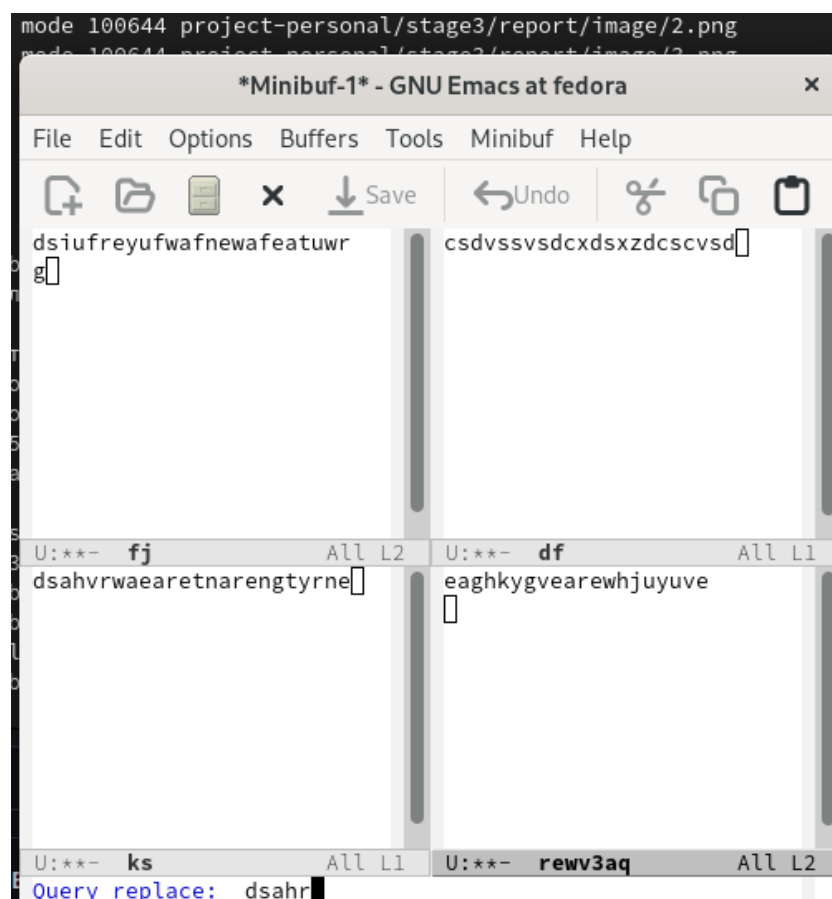 mode 100644 project-personal/stage3/report/image/2.png
*Minibuf-1* - GNU Emacs at fedora ×
File Edit Options Buffers Tools Minibuf Help
Save Undo
dsiufreyufwafnewafeatuwr
g
csdvssvsdcxdsxzdcscvsd
U:**- fj All L2
U:**- df All L1
dsahvrwaearetnarengtyrne
eaghkygvearewhjuyuve
U:**- ks All L1
U:**- rewv3aq All L2
Query replace: dsahr